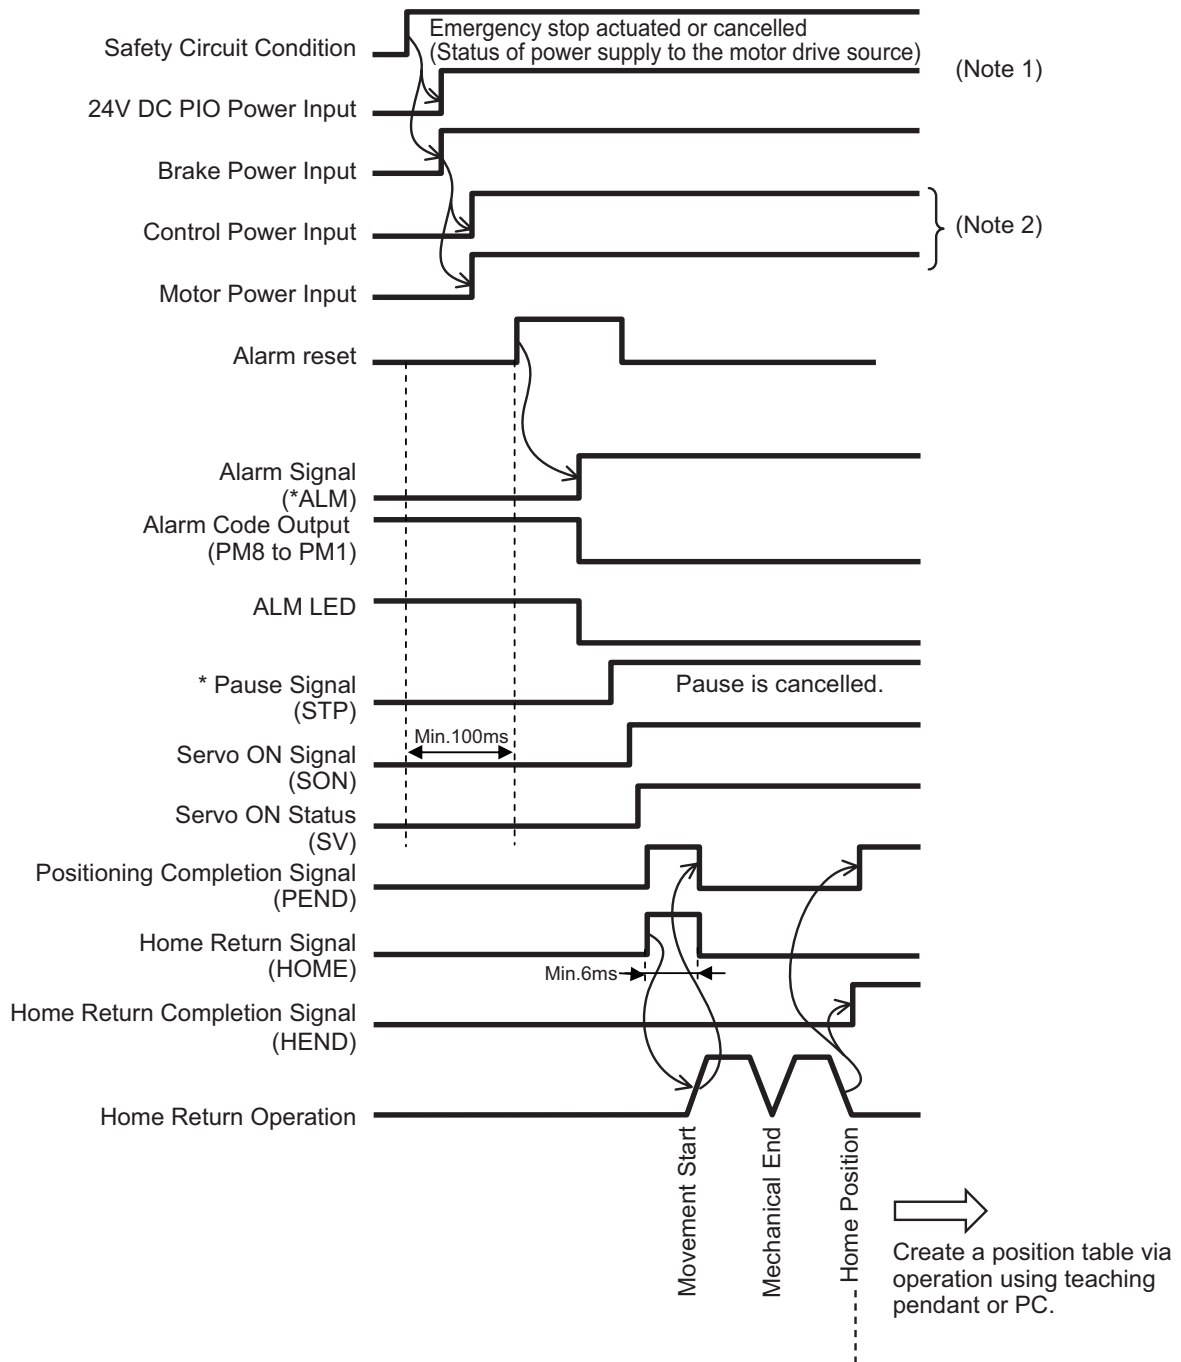 Safety Circuit Condition
Emergency stop actuated or cancelled
(Status of power supply to the motor drive source)
(Note 1)
24V DC PIO Power Input
Brake Power Input
Control Power Input
(Note 2)
Motor Power Input
Alarm reset
Alarm Signal
(*ALM)
Alarm Code Output
(PM8 to PM1)
ALM LED
* Pause Signal
(STP)
Pause is cancelled.
Min.100ms
Servo ON Signal
(SON)
Servo ON Status
(SV)
Positioning Completion Signal
(PEND)
Home Return Signal
(HOME)
Min.6ms
Home Return Completion Signal
(HEND)
Home Return Operation
Movement Start
Mechanical End
Home Position
Create a position table via
operation using teaching
pendant or PC.